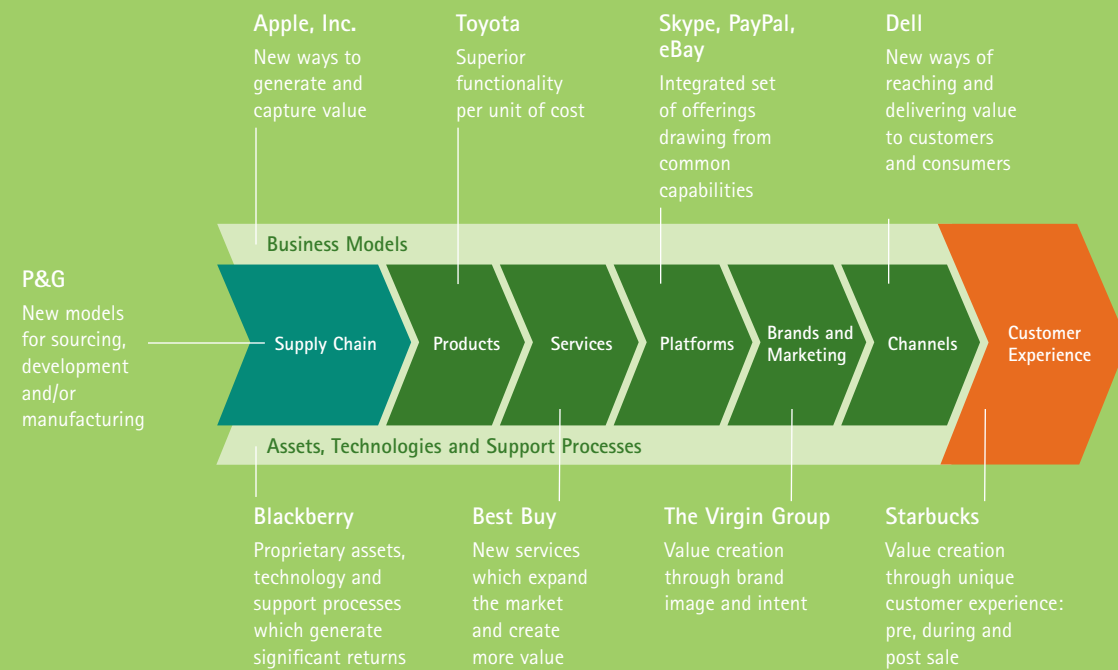 Apple, Inc.
New ways to
generate and
capture value
Toyota
Superior
functionality
per unit of cost
Skype, PayPal,
eBay
Integrated set
of offerings
drawing from
common
capabilities
Dell
New ways of
reaching and
delivering value
to customers
and consumers
P&G
New models
for sourcing,
development
and/or
manufacturing
Business Models
Supply Chain
Products
Services
Platforms
Brands and
Marketing
Channels
Customer
Experience
Assets, Technologies and Support Processes
Blackberry
Proprietary assets,
technology and
support processes
which generate
significant returns
Best Buy
New services
which expand
the market
and create
more value
The Virgin Group
Value creation
through brand
image and intent
Starbucks
Value creation
through unique
customer experience:
pre, during and
post sale